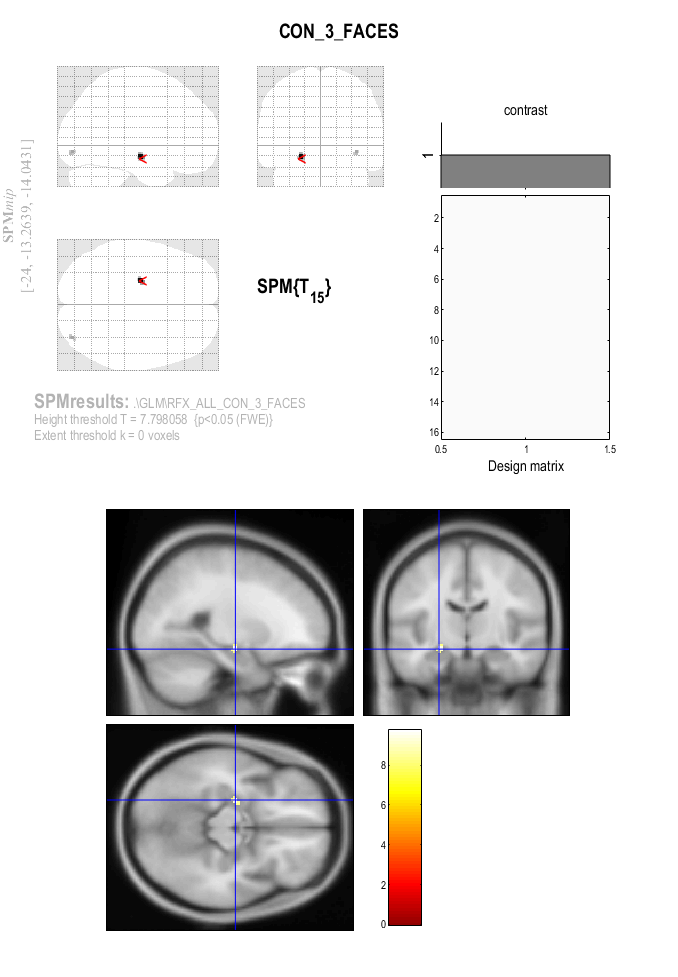 CON_3_FACES
SPMmip
[-24, -13.2639, -14.0431]
<
<
<
SPM{T15}
contrast
1
2
4
6
8
10
12
14
16
0.5
1
1.5
Design matrix
SPMresults: .\GLM\RFX_ALL_CON_3_FACES
Height threshold T = 7.798058 {p<0.05 (FWE)}
Extent threshold k = 0 voxels
8
6
4
2
0